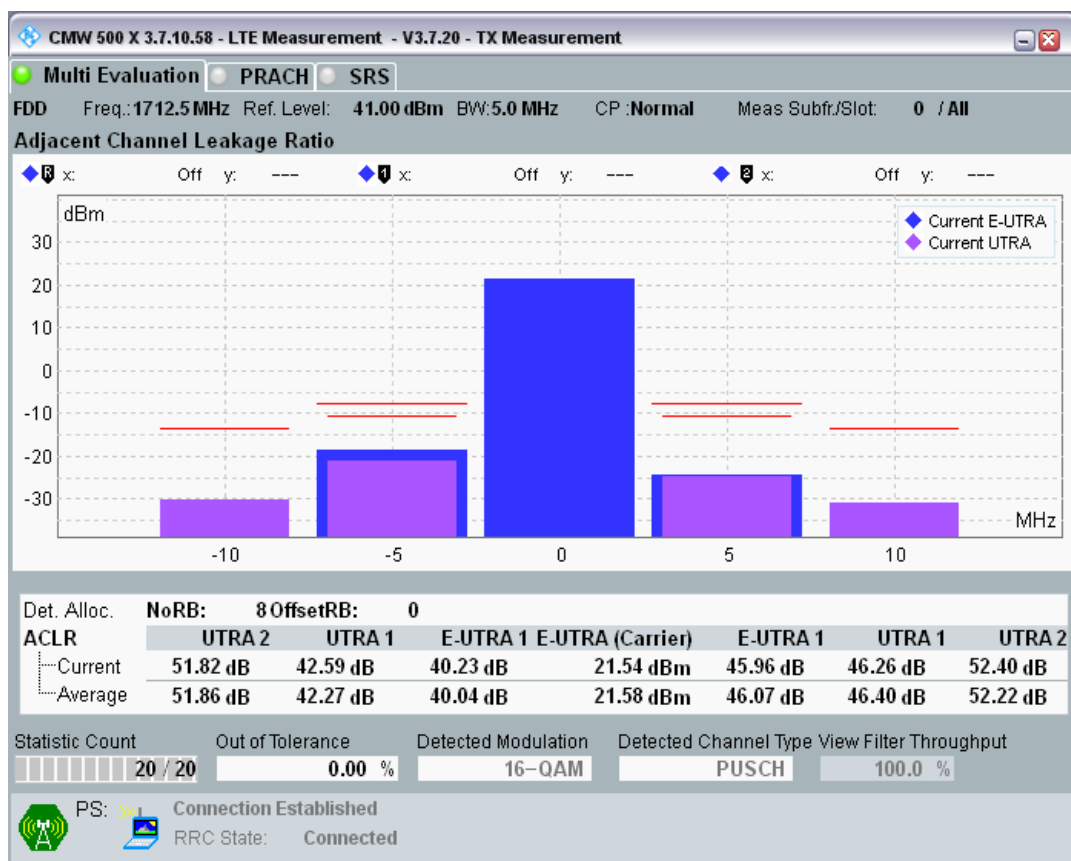 CMW 500 X 3.7.10.58 - LTE Measurement - V3.7.20 - TX Measurement
Multi Evaluation PRACH SRS
FDD Freq.: 1712.5 MHz Ref. Level: 41.00 dBm BW: 5.0 MHz CP : Normal Meas Subfr./Slot: 0 / All
Adjacent Channel Leakage Ratio
R x: Off y: --- 1 x: Off y: --- 2 x: Off y: ---
dBm
Current E-UTRA
Current UTRA
30
20
10
0
-10
-20
-30
MHz
-10 -5 0 5 10
Det. Alloc. NoRB: 8 OffsetRB: 0
ACLR UTRA 2 UTRA 1 E-UTRA 1 E-UTRA (Carrier) E-UTRA 1 UTRA 1 UTRA 2
Current 51.82 dB 42.59 dB 40.23 dB 21.54 dBm 45.96 dB 46.26 dB 52.40 dB
Average 51.86 dB 42.27 dB 40.04 dB 21.58 dBm 46.07 dB 46.40 dB 52.22 dB
Statistic Count Out of Tolerance Detected Modulation Detected Channel Type View Filter Throughput
20 / 20 0.00 % 16-QAM PUSCH 100.0 %
PS: Connection Established
RRC State: Connected